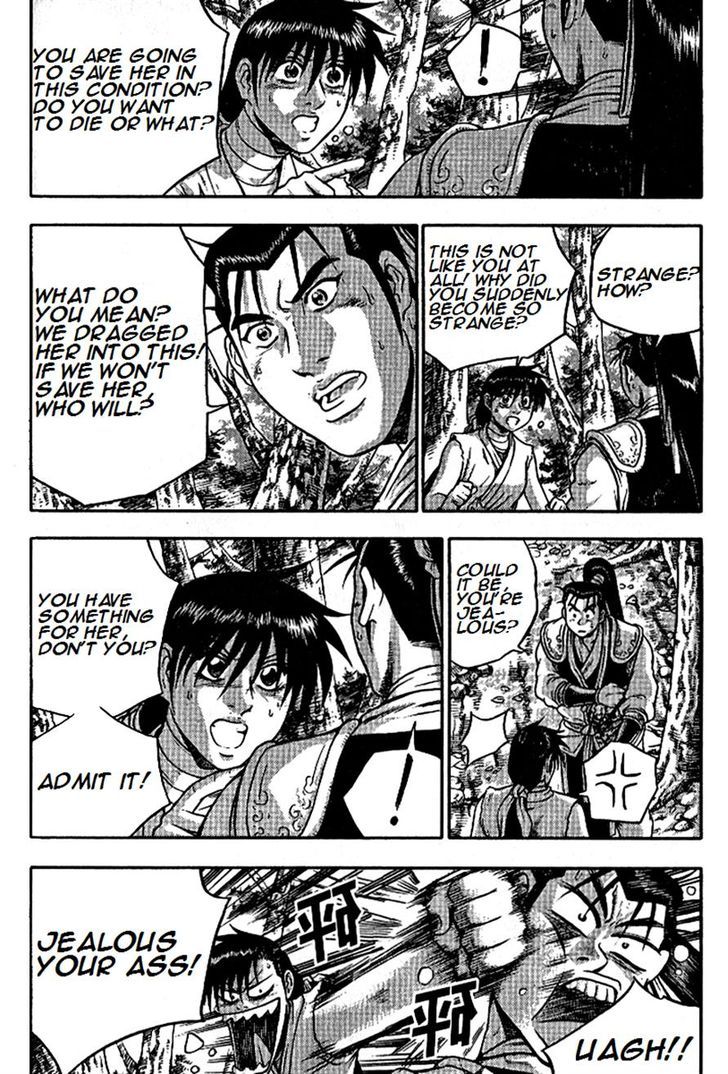 YOU ARE GOING
TO SAVE HER IN
THIS CONDITION?
DO YOU WANT
TO DIE OR WHAT?
!
WHAT DO
YOU MEAN?
WE DRAGGED
HER INTO THIS!
IF WE WON'T
SAVE HER,
WHO WILL?
THIS IS NOT
LIKE YOU AT
ALL! WHY DID
YOU SUDDENLY
BECOME SO
STRANGE?
STRANGE?
HOW?
YOU HAVE
SOMETHING
FOR HER,
DON'T YOU?
ADMIT IT!
!
COULD
IT BE,
YOU'RE
JEA-
LOUS?
JEALOUS
YOUR ASS!
砰
砰
UAGH!!